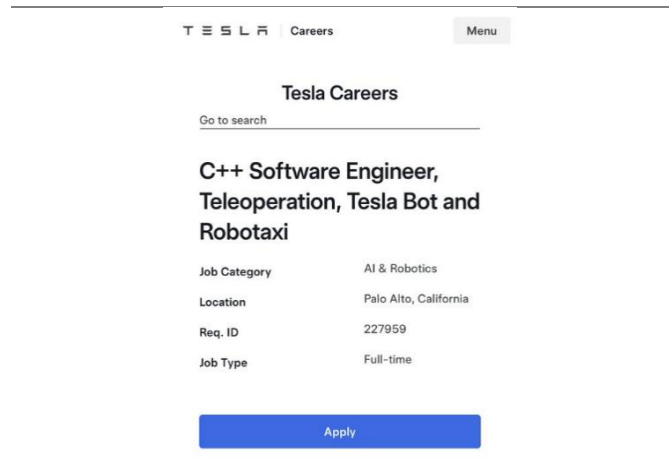 TESLA Careers Menu
Tesla Careers
Go to search
C++ Software Engineer,
Teleoperation, Tesla Bot and
Robotaxi
Job Category AI & Robotics
Location Palo Alto, California
Req. ID 227959
Job Type Full-time
Apply